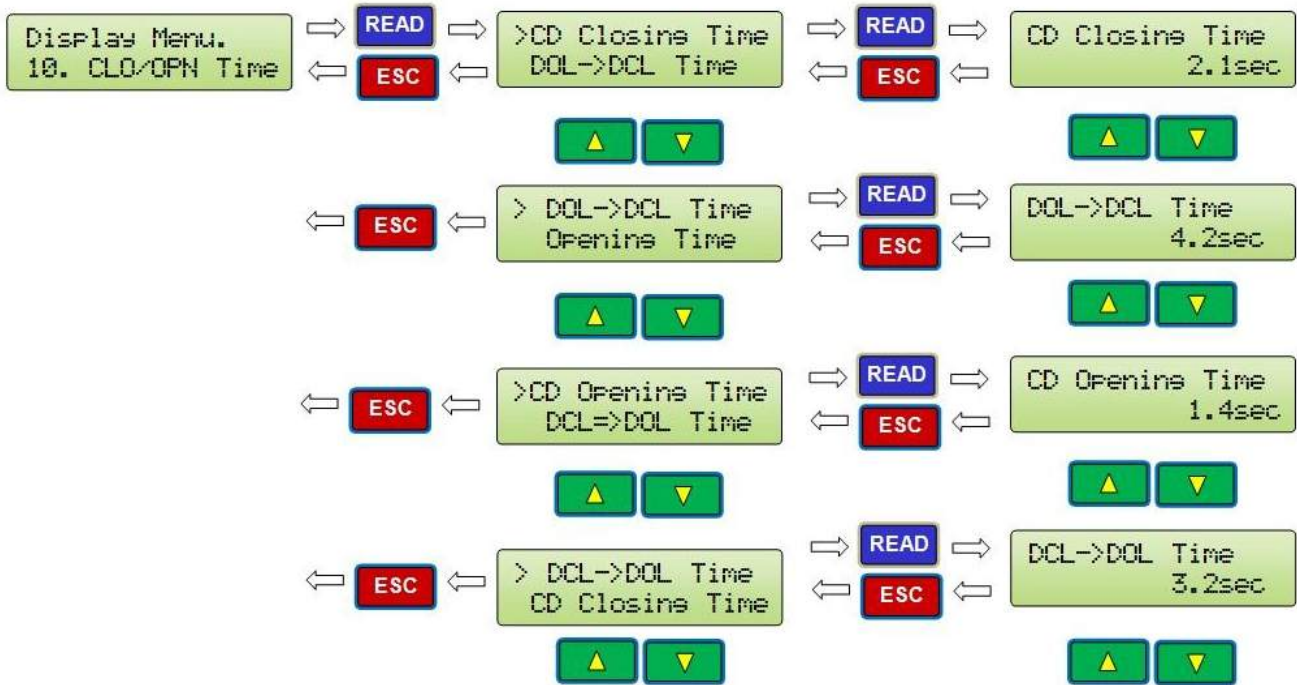 Display Menu.
10. CLO/OPN Time
READ
ESC
>CD Closing Time
DOL->DCL Time
READ
ESC
CD Closing Time
2.1sec
ESC
> DOL->DCL Time
Opening Time
READ
ESC
DOL->DCL Time
4.2sec
ESC
>CD Opening Time
DCL=>DOL Time
READ
ESC
CD Opening Time
1.4sec
ESC
> DCL->DOL Time
CD Closing Time
READ
ESC
DCL->DOL Time
3.2sec